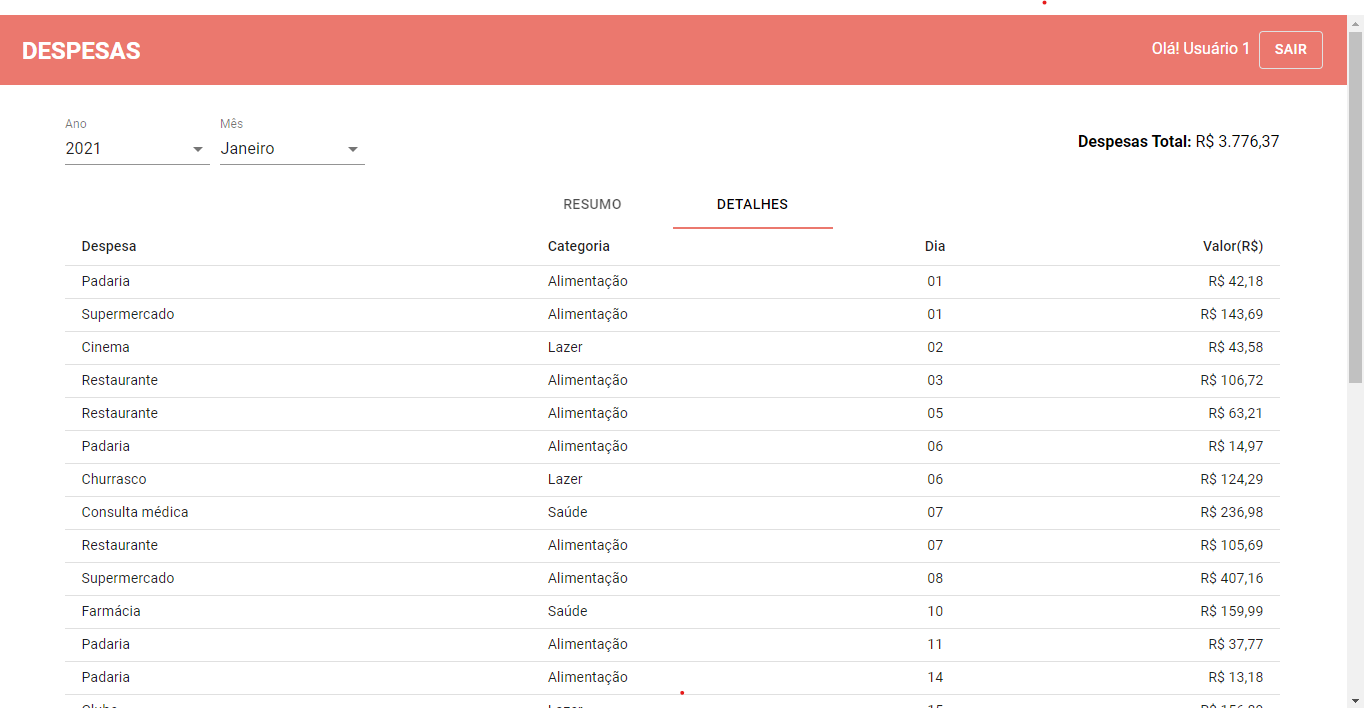 DESPESAS
Olá! Usuário 1 SAIR
Ano Mês
2021 Janeiro
Despesas Total: R$ 3.776,37
RESUMO DETALHES
Despesa Categoria Dia Valor(R$)
Padaria Alimentação 01 R$ 42,18
Supermercado Alimentação 01 R$ 143,69
Cinema Lazer 02 R$ 43,58
Restaurante Alimentação 03 R$ 106,72
Restaurante Alimentação 05 R$ 63,21
Padaria Alimentação 06 R$ 14,97
Churrasco Lazer 06 R$ 124,29
Consulta médica Saúde 07 R$ 236,98
Restaurante Alimentação 07 R$ 105,69
Supermercado Alimentação 08 R$ 407,16
Farmácia Saúde 10 R$ 159,99
Padaria Alimentação 11 R$ 37,77
Padaria Alimentação 14 R$ 13,18